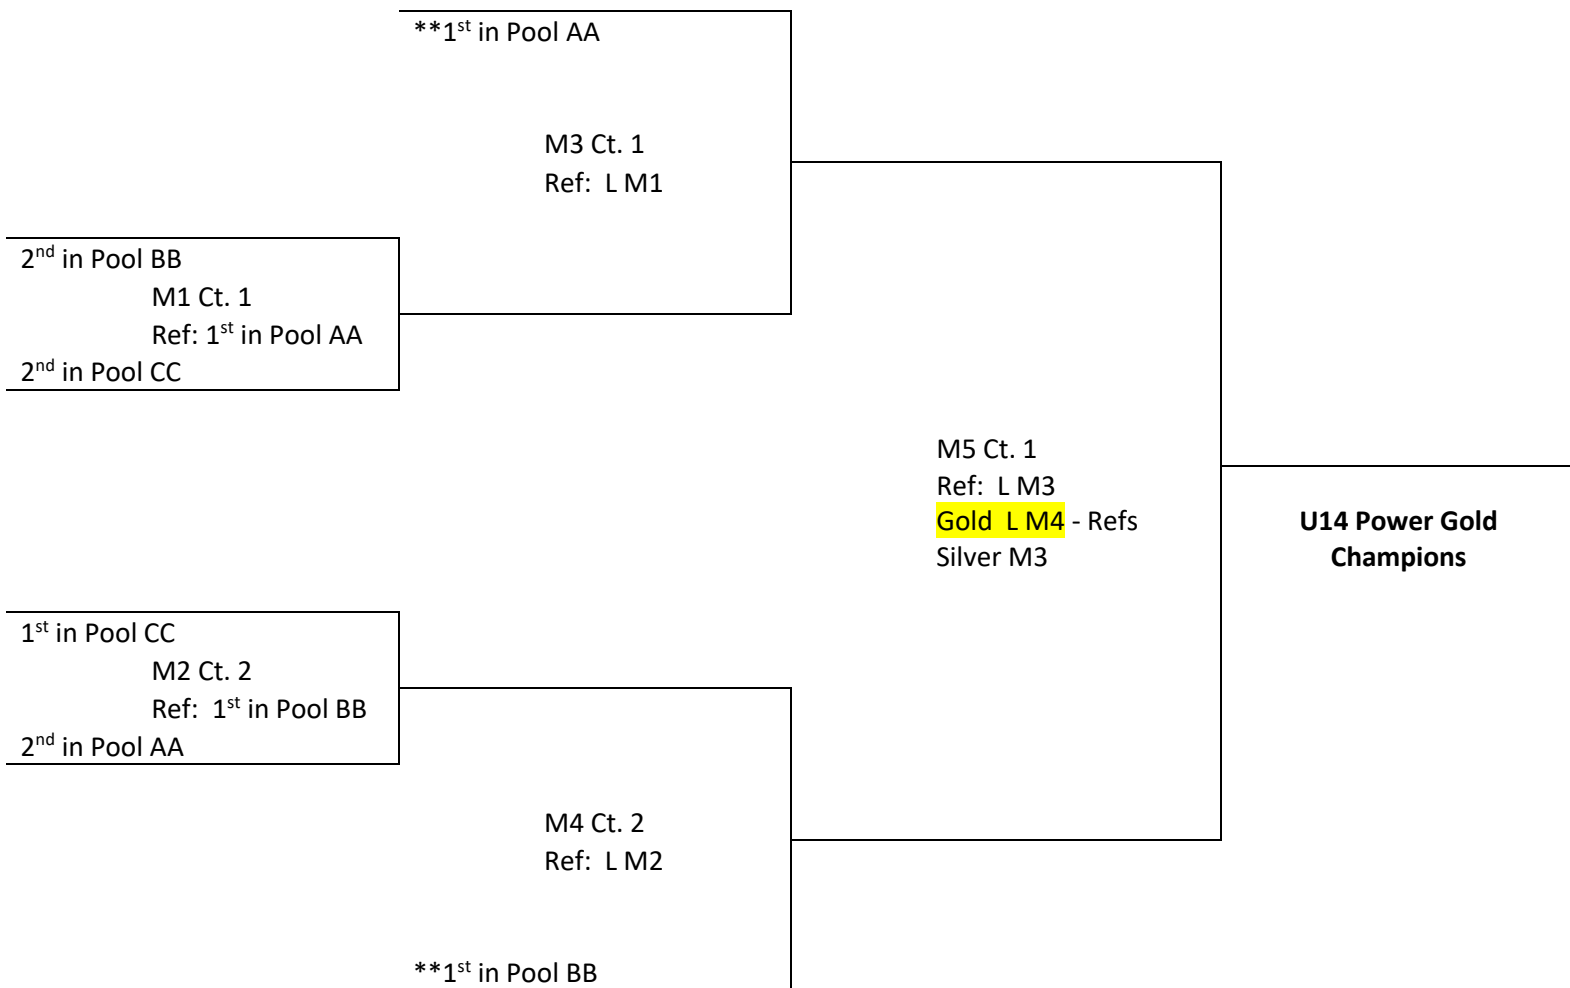 **1st in Pool AA
M3 Ct. 1
Ref:  L M1
2nd in Pool BB
M1 Ct. 1
Ref: 1st in Pool AA
2nd in Pool CC
M5 Ct. 1
Ref:  L M3
Gold  L M4 - Refs
Silver M3
U14 Power Gold
Champions
1st in Pool CC
M2 Ct. 2
Ref:  1st in Pool BB
2nd in Pool AA
M4 Ct. 2
Ref:  L M2
**1st in Pool BB